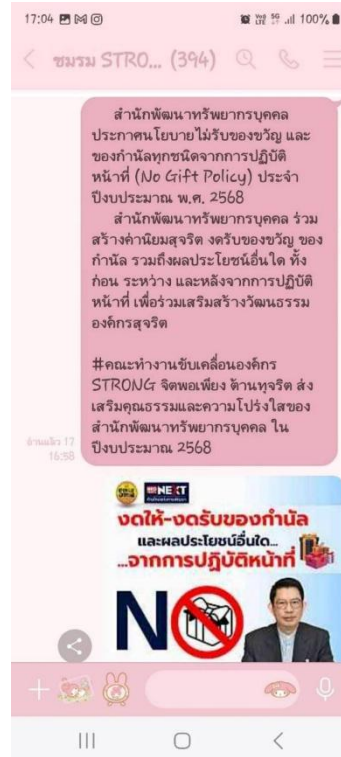 17:04
5G
100%
ชมรม STRO... (394)
สำนักพัฒนาทรัพยากรบุคคล
ประกาศนโยบายไม่รับของขวัญ และ
ของกำนัลทุกชนิดจากการปฏิบัติ
หน้าที่ (No Gift Policy) ประจำ
ปีงบประมาณ พ.ศ. 2568
สำนักพัฒนาทรัพยากรบุคคล ร่วม
สร้างค่านิยมสุจริต งดรับของขวัญ ของ
กำนัล รวมถึงผลประโยชน์อื่นใด ทั้ง
ก่อน ระหว่าง และหลังจากการปฏิบัติ
หน้าที่ เพื่อร่วมเสริมสร้างวัฒนธรรม
องค์กรสุจริต
#คณะทำงานขับเคลื่อนองค์กร
STRONG จิตพอเพียง ต้านทุจริต ส่ง
เสริมคุณธรรมและความโปร่งใสของ
สำนักพัฒนาทรัพยากรบุคคล ใน
ปีงบประมาณ 2568
อ่านแล้ว 17
16:58
NEXT
งดให้-งดรับของกำนัล
และผลประโยชน์อื่นใด...
...จากการปฏิบัติหน้าที่
NO